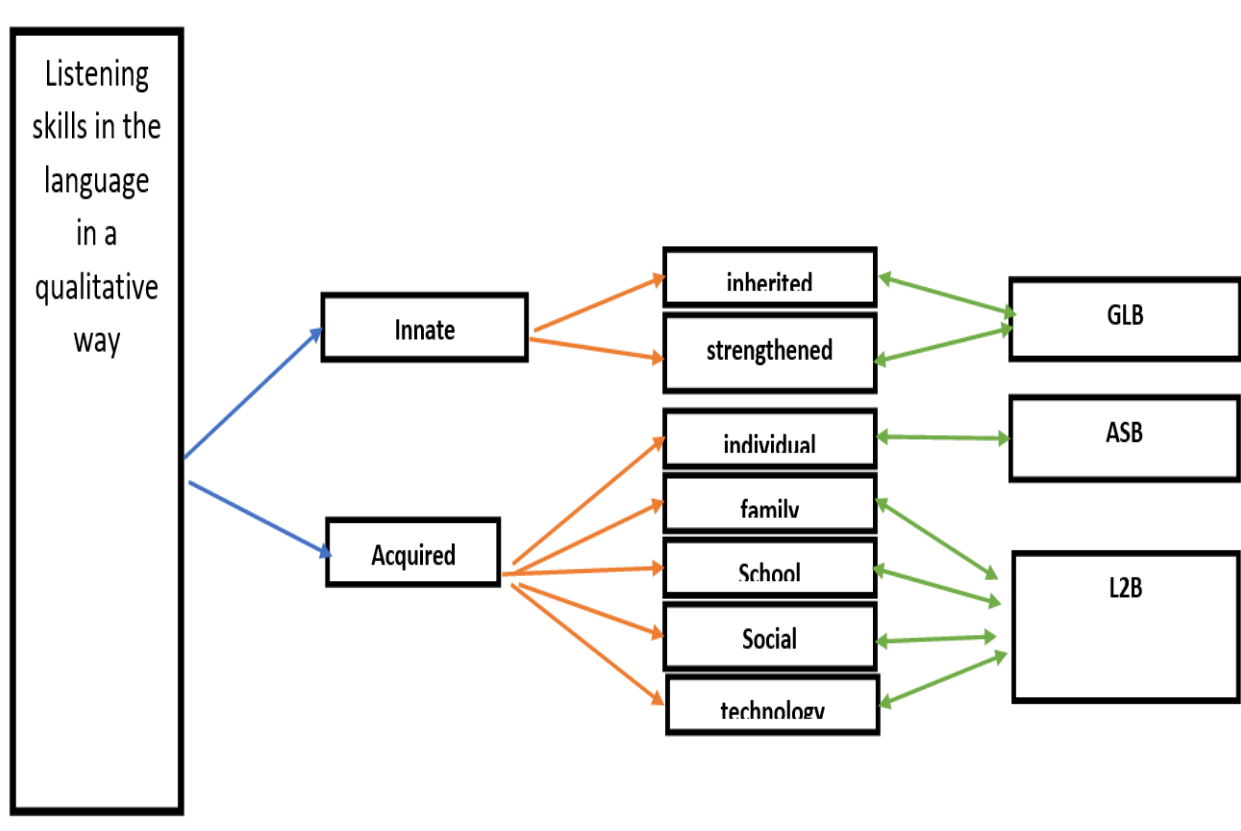 Listening
skills in the
language
in a
qualitative
way
Innate
Acquired
inherited
strengthened
individual
family
School
Social
technology
GLB
ASB
L2B